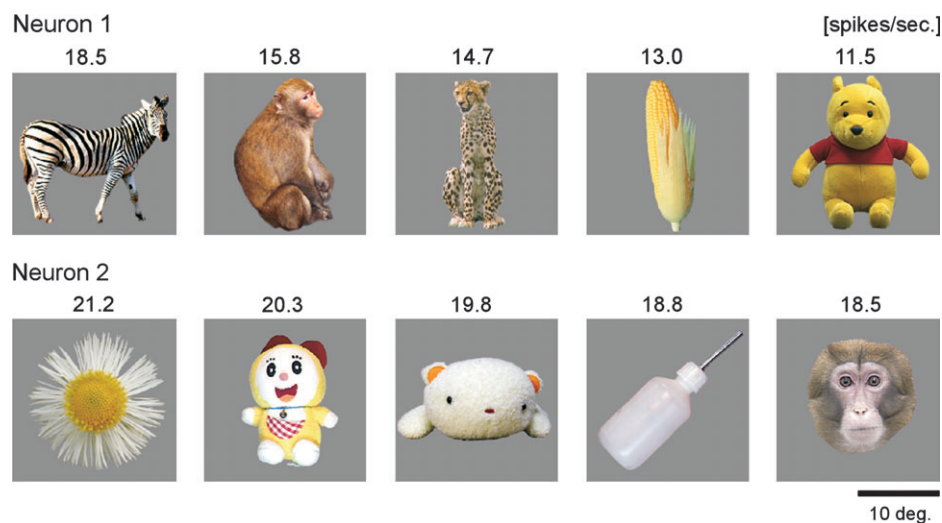 Neuron 1 [spikes/sec.]
18.5 15.8 14.7 13.0 11.5
Neuron 2
21.2 20.3 19.8 18.8 18.5
10 deg.